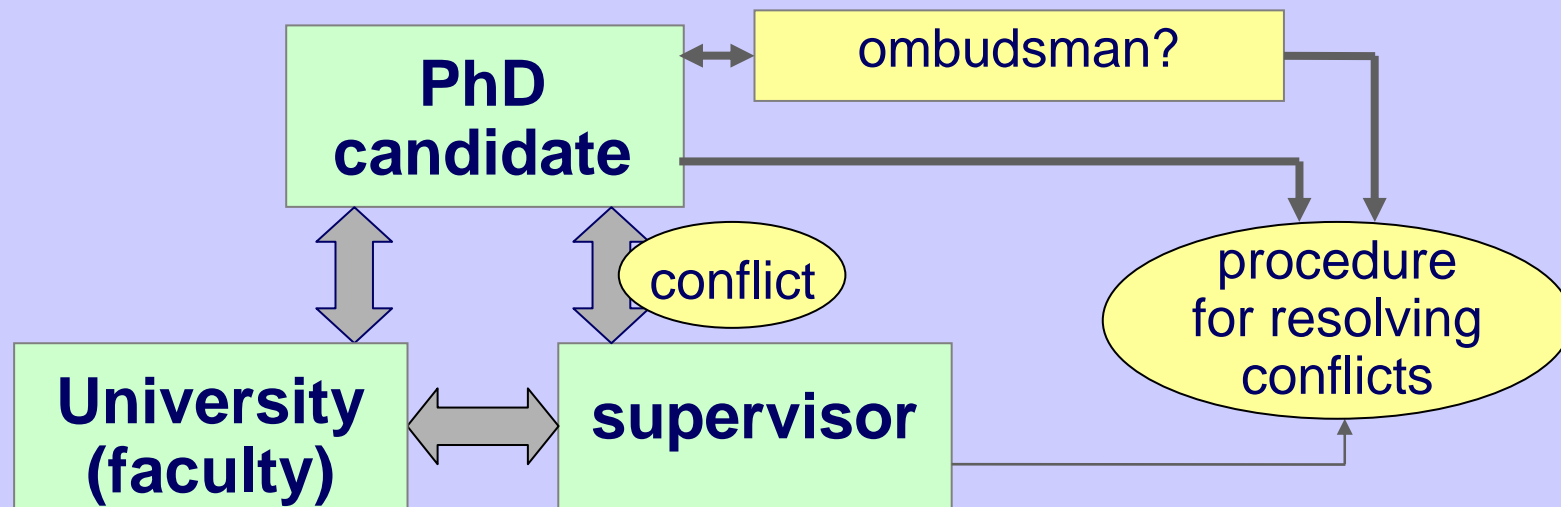 PhD
candidate
ombudsman?
conflict
procedure
for resolving
conflicts
University
(faculty)
supervisor